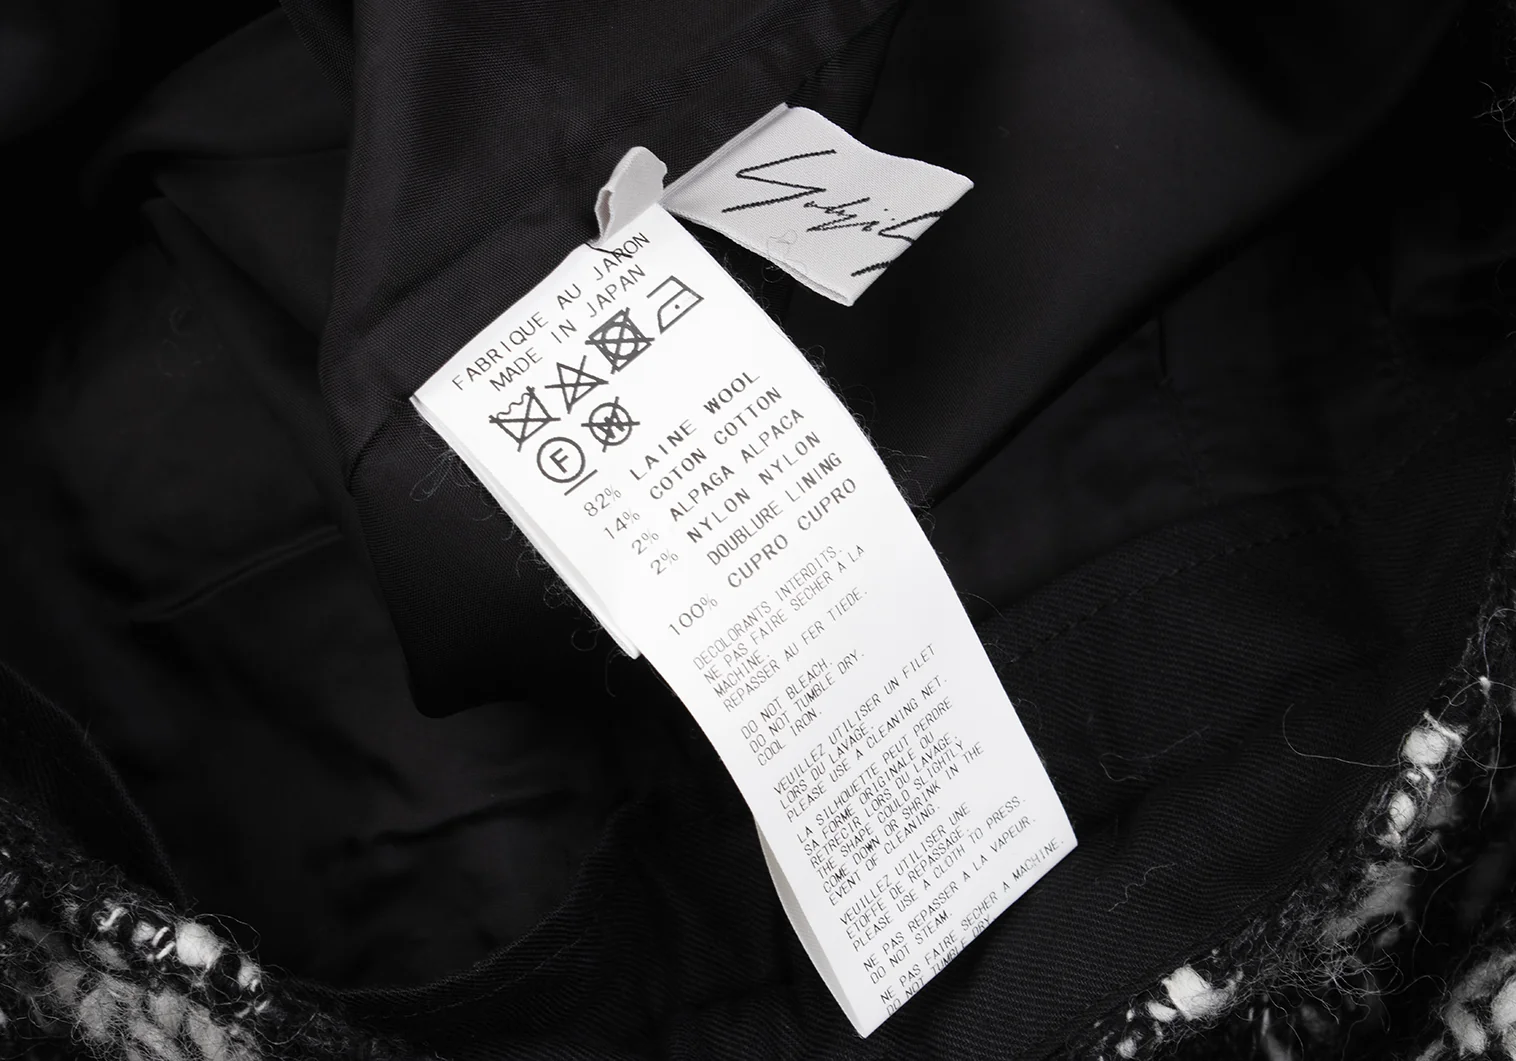 FABRIQUE AU JAPON
MADE IN JAPAN
F
W
82% LAINE WOOL
14% COTON COTTON
2% ALPAGA ALPACA
2% NYLON NYLON
DOUBLURE LINING
100% CUPRO CUPRO
DECOLORANTS INTERDITS.
NE PAS FAIRE SECHER A LA
MACHINE.
REPASSER AU FER TIEDE.
DO NOT BLEACH.
DO NOT TUMBLE DRY.
COOL IRON.
VEUILLEZ UTILISER UN FILET
LORS DU LAVAGE.
PLEASE USE A CLEANING NET.
LA SILHOUETTE PEUT PERDRE
SA FORME ORIGINALE OU
RETRECIR LORS DU LAVAGE.
THE SHAPE COULD SLIGHTLY
COME DOWN OR SHRINK IN THE
EVENT OF CLEANING.
VEUILLEZ UTILISER UNE
ETOFFE DE REPASSAGE.
PLEASE USE A CLOTH TO PRESS.
NE PAS REPASSER A LA VAPEUR.
DO NOT STEAM.
NE PAS FAIRE SECHER A MACHINE.
DO NOT TUMBLE DRY